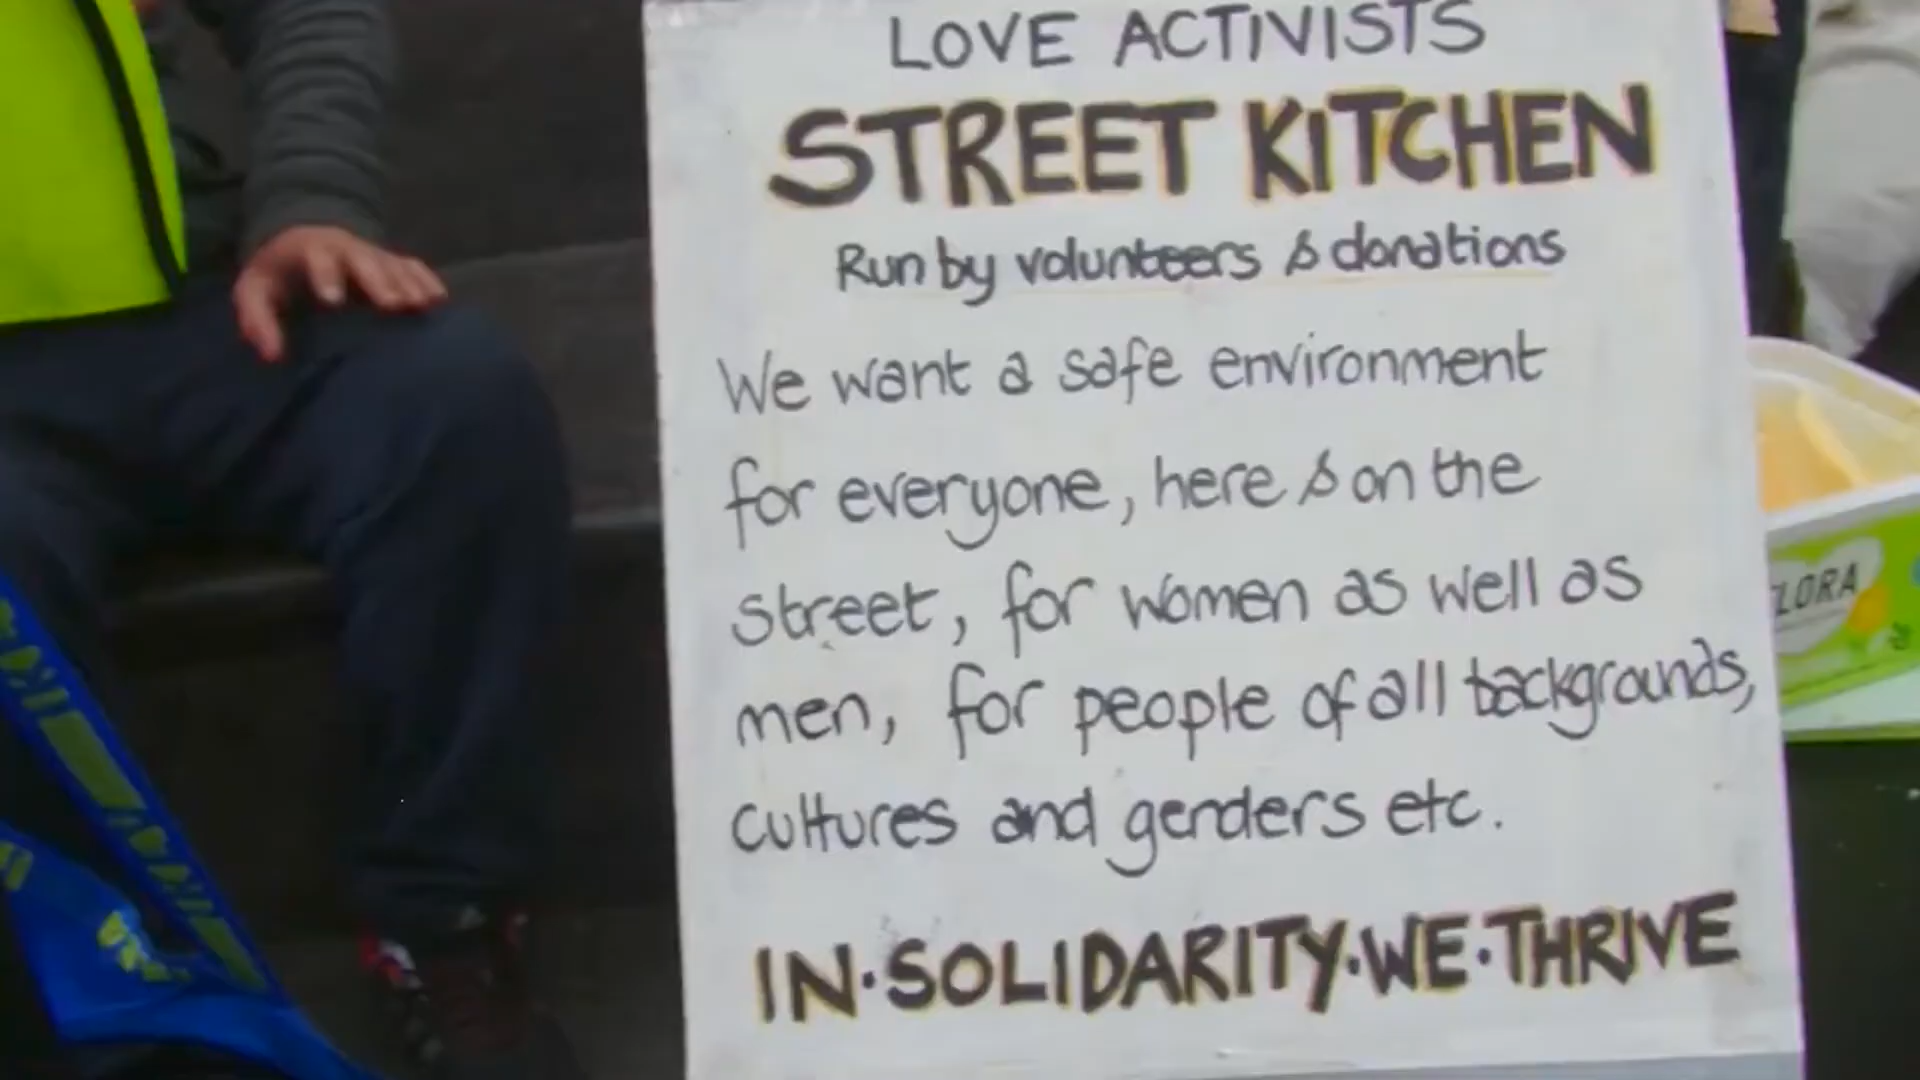 LOVE ACTIVISTS
STREET KITCHEN
Run by volunteers & donations
We want a safe environment
for everyone, here & on the
street, for women as well as
men, for people of all backgrounds,
cultures and genders etc.
IN·SOLIDARITY·WE·THRIVE
LORA